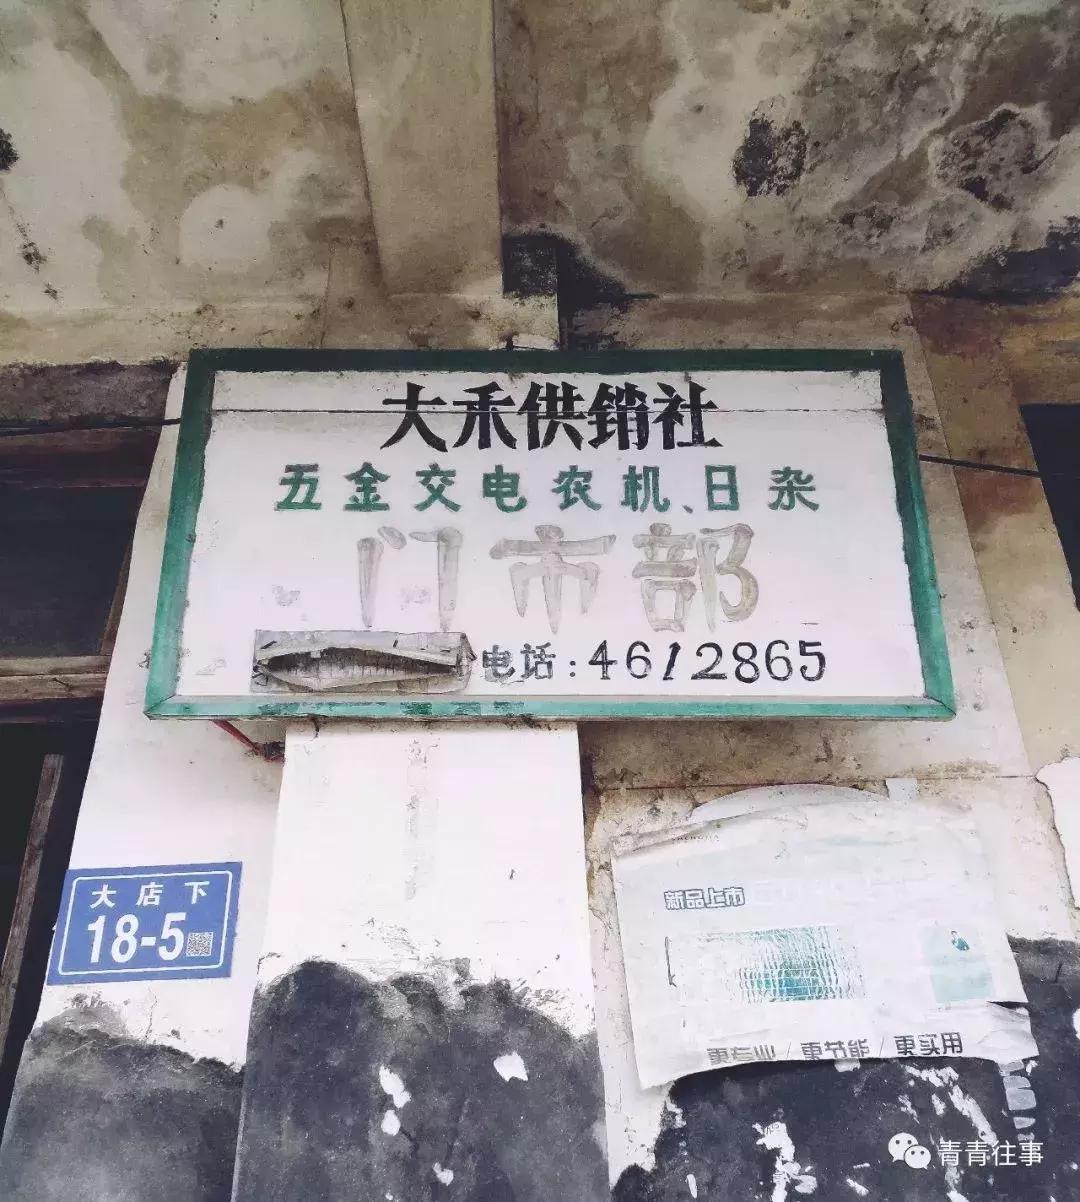 大禾供销社
五金交电农机、日杂
门市部
电话：4612865
大店下
18-5
新品上市
更专业 / 更节能 / 更实用
青青往事